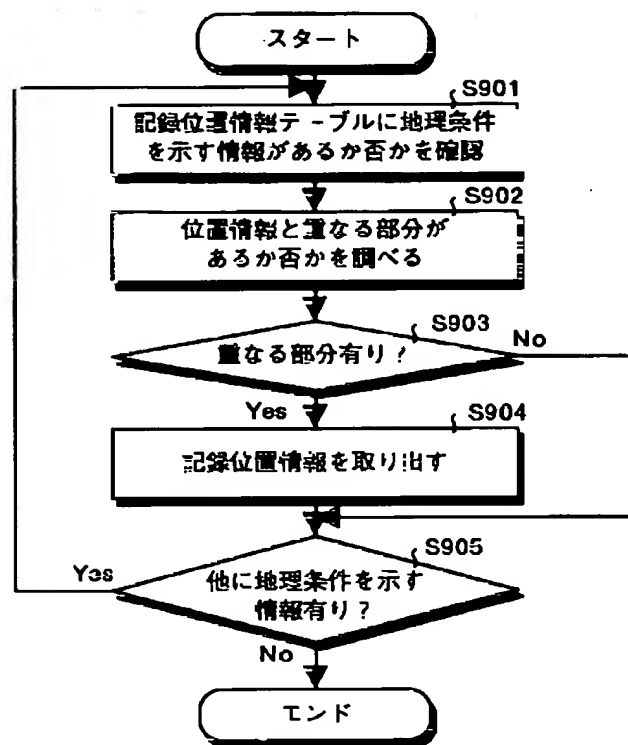 スタート
S901
記録位置情報テーブルに地理条件
を示す情報があるか否かを確認
S902
位置情報と重なる部分が
あるか否かを調べる
S903
重なる部分有り?
No
Yes
S904
記録位置情報を取り出す
S905
他に地理条件を示す
情報有り?
Yes
No
エンド